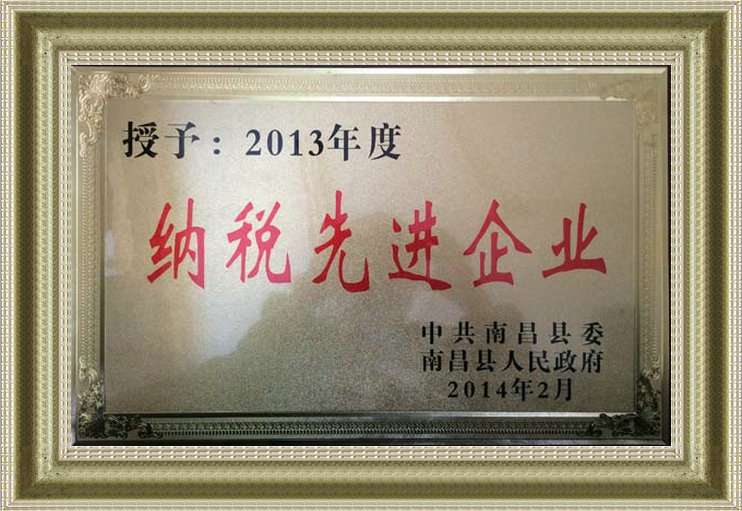 授予：2013年度
纳税先进企业
中共南昌县委
南昌县人民政府
2014年2月